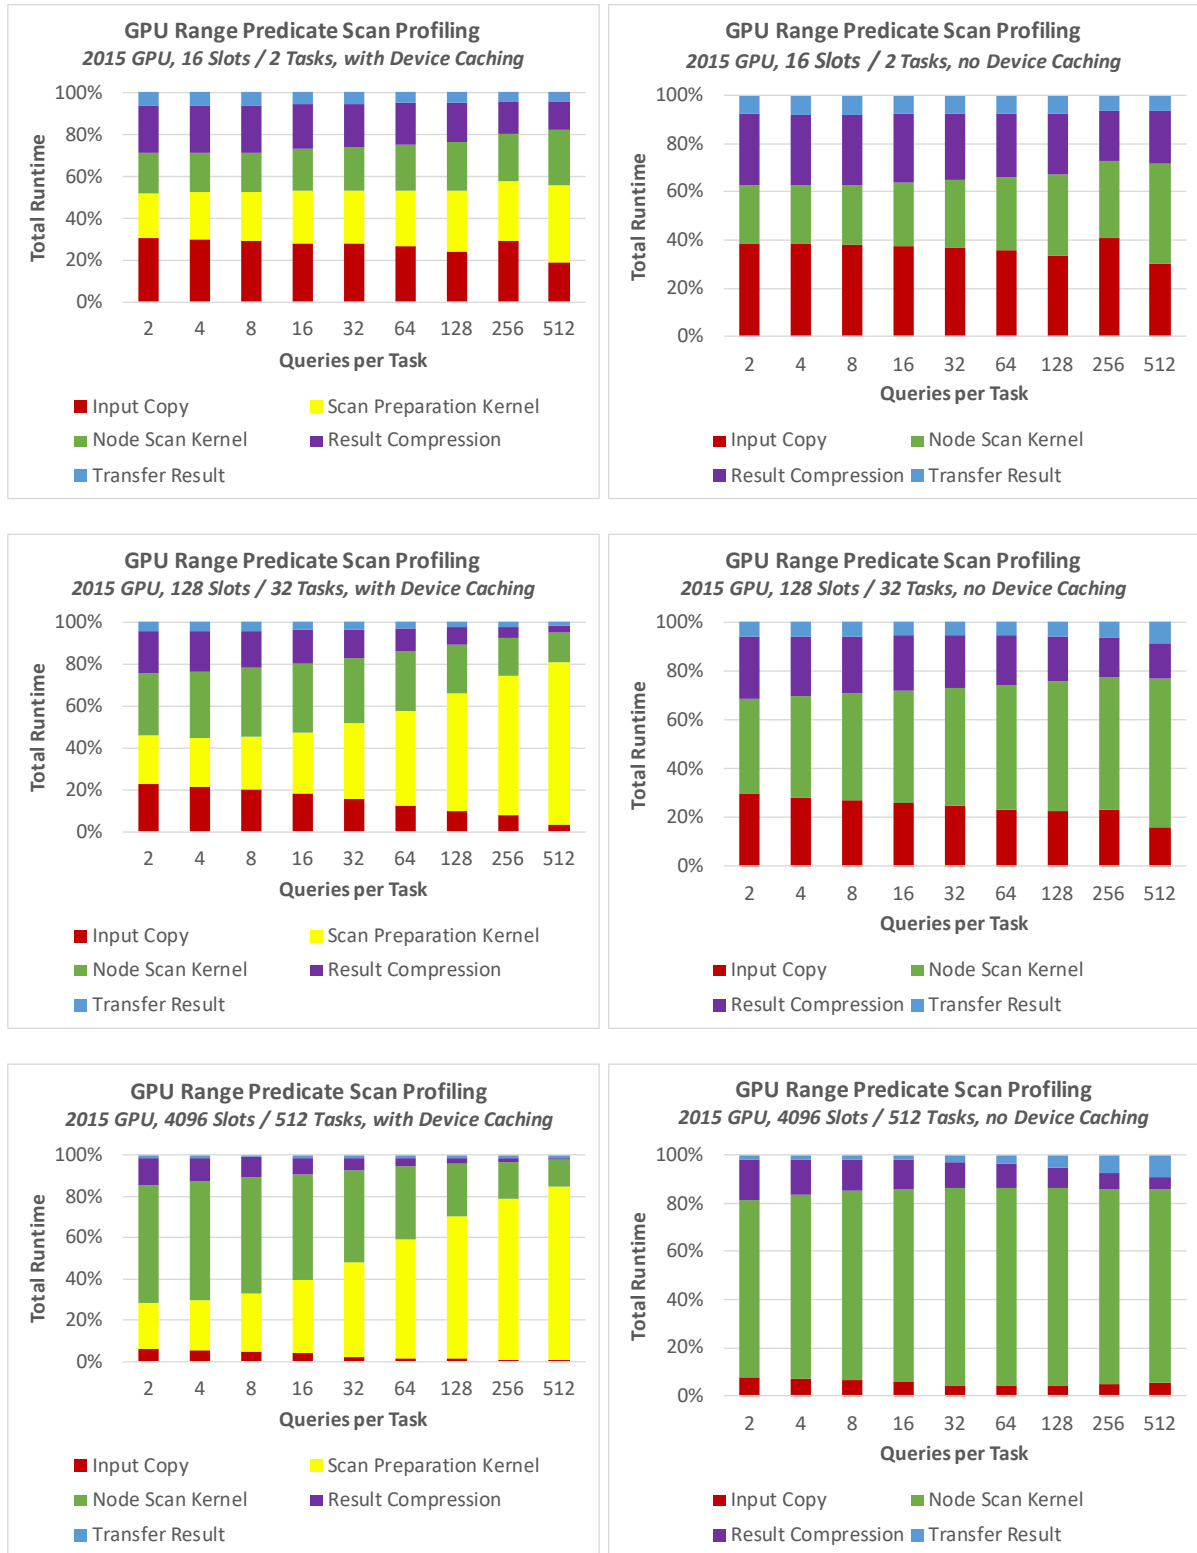 GPU Range Predicate Scan Profiling
2015 GPU, 16 Slots / 2 Tasks, with Device Caching
100%
80%
60%
40%
20%
0%
Total Runtime
2 4 8 16 32 64 128 256 512
Queries per Task
Input Copy Scan Preparation Kernel
Node Scan Kernel Result Compression
Transfer Result
GPU Range Predicate Scan Profiling
2015 GPU, 16 Slots / 2 Tasks, no Device Caching
100%
80%
60%
40%
20%
0%
Total Runtime
2 4 8 16 32 64 128 256 512
Queries per Task
Input Copy Node Scan Kernel
Result Compression Transfer Result
GPU Range Predicate Scan Profiling
2015 GPU, 128 Slots / 32 Tasks, with Device Caching
100%
80%
60%
40%
20%
0%
Total Runtime
2 4 8 16 32 64 128 256 512
Queries per Task
Input Copy Scan Preparation Kernel
Node Scan Kernel Result Compression
Transfer Result
GPU Range Predicate Scan Profiling
2015 GPU, 128 Slots / 32 Tasks, no Device Caching
100%
80%
60%
40%
20%
0%
Total Runtime
2 4 8 16 32 64 128 256 512
Queries per Task
Input Copy Node Scan Kernel
Result Compression Transfer Result
GPU Range Predicate Scan Profiling
2015 GPU, 4096 Slots / 512 Tasks, with Device Caching
100%
80%
60%
40%
20%
0%
Total Runtime
2 4 8 16 32 64 128 256 512
Queries per Task
Input Copy Scan Preparation Kernel
Node Scan Kernel Result Compression
Transfer Result
GPU Range Predicate Scan Profiling
2015 GPU, 4096 Slots / 512 Tasks, no Device Caching
100%
80%
60%
40%
20%
0%
Total Runtime
2 4 8 16 32 64 128 256 512
Queries per Task
Input Copy Node Scan Kernel
Result Compression Transfer Result